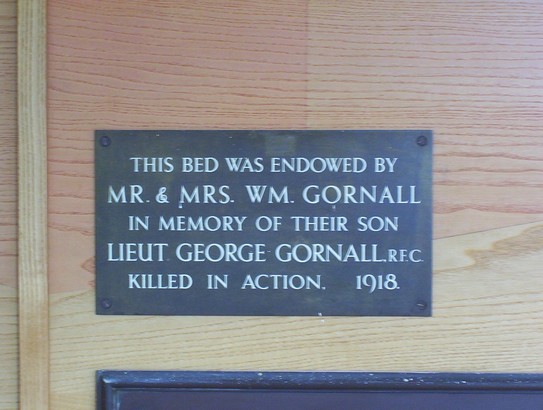 THIS BED WAS ENDOWED BY
MR. & MRS. WM. GORNALL
IN MEMORY OF THEIR SON
LIEUT. GEORGE GORNALL, R.F.C.
KILLED IN ACTION. 1918.